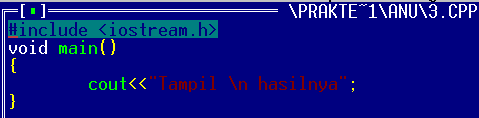 [■] \PRAKTE~1\ANU\3.CPP
#include <iostream.h>
void main()
{
cout<<"Tampil \n hasilnya";
}